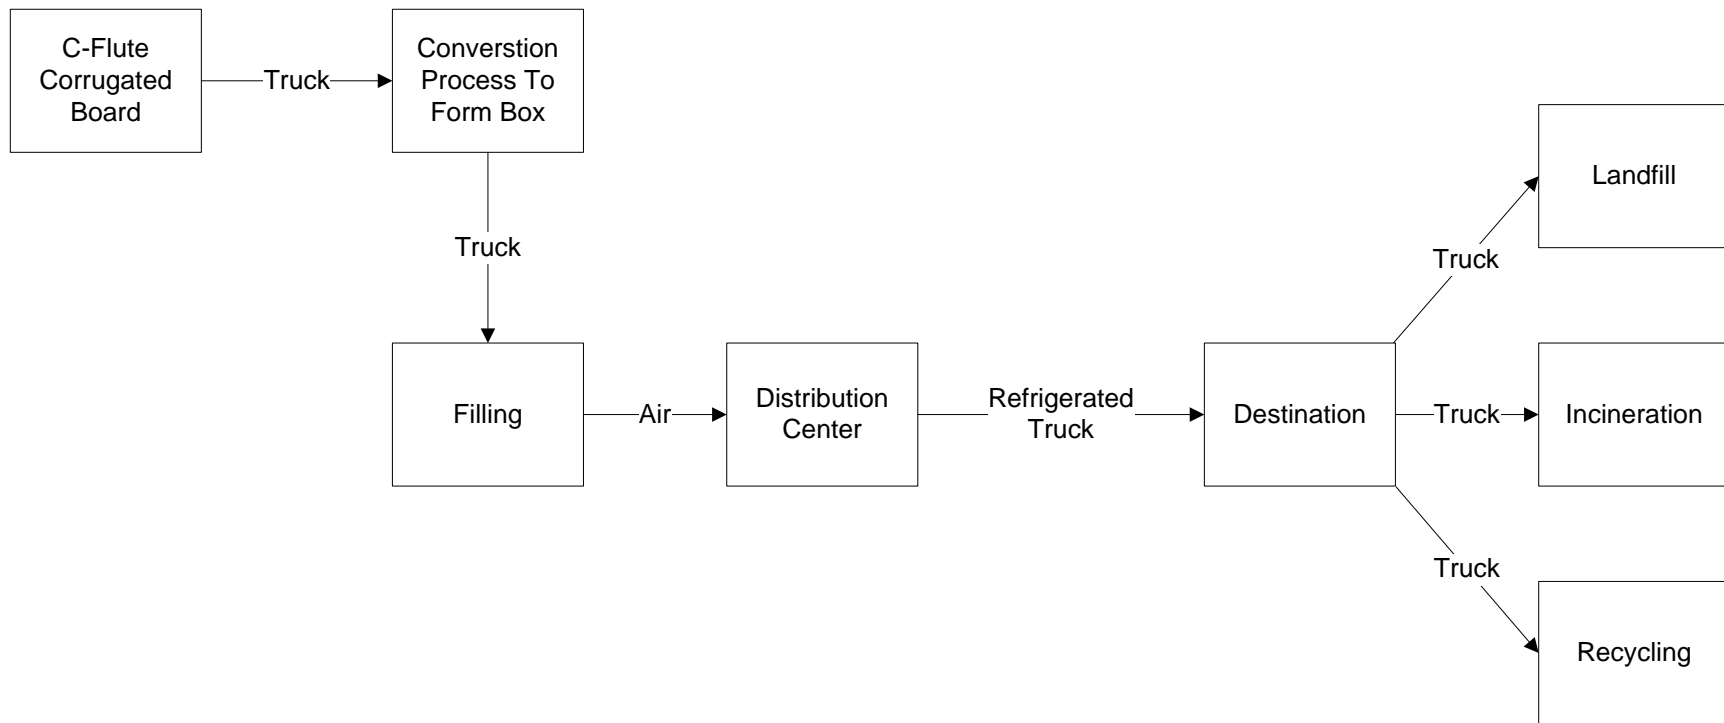 C-Flute
Corrugated
Board
Truck
Converstion
Process To
Form Box
Truck
Filling
Air
Distribution
Center
Refrigerated
Truck
Destination
Truck
Landfill
Truck
Incineration
Truck
Recycling